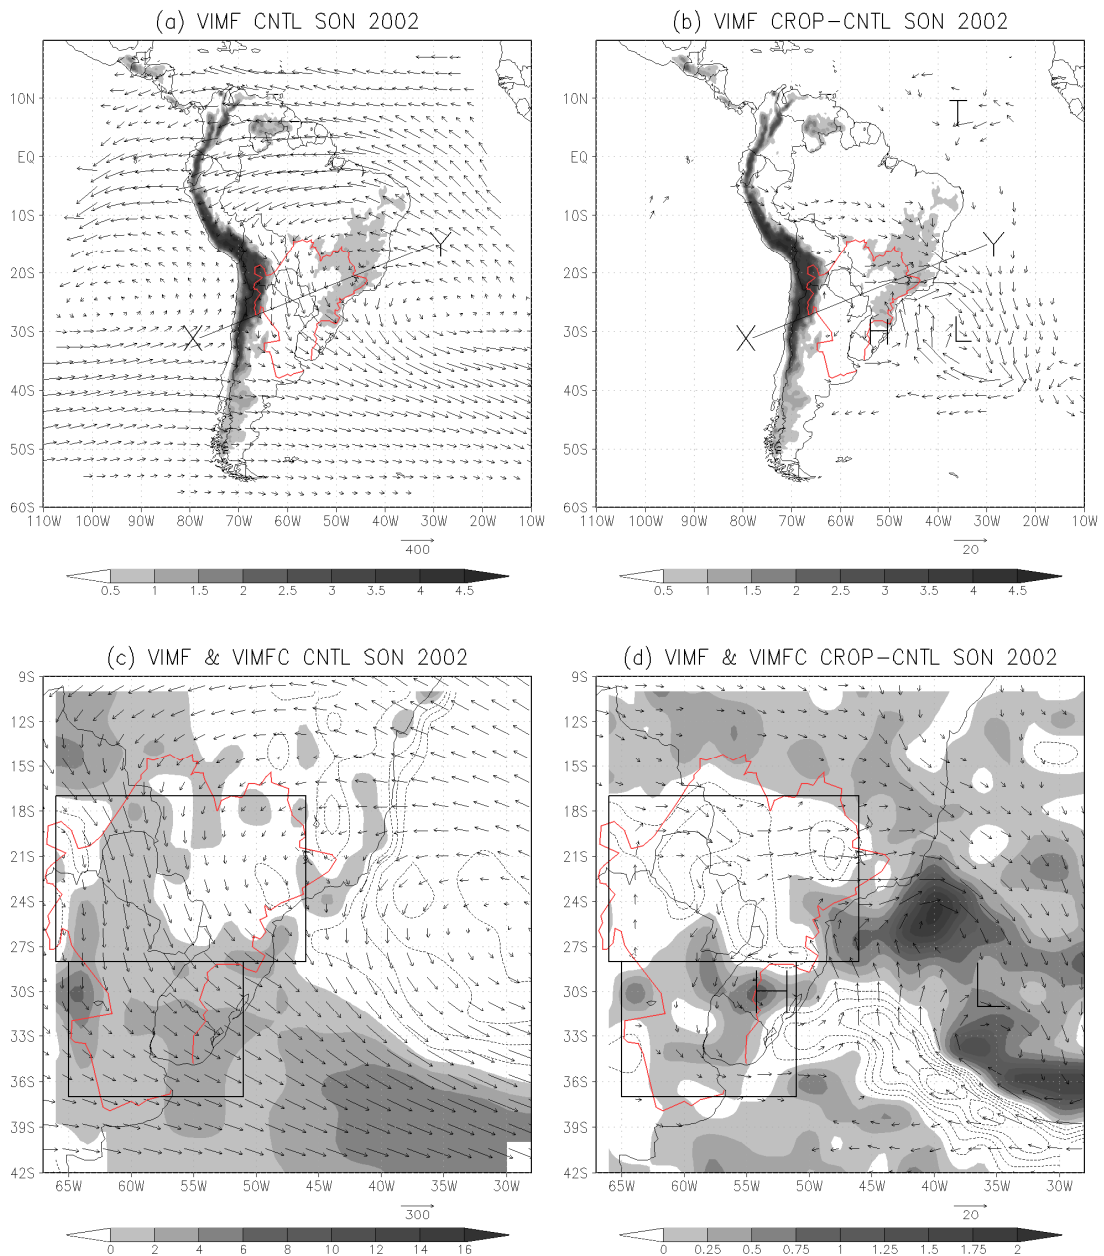 (a) VIMF CNTL SON 2002
(b) VIMF CROP−CNTL SON 2002
10N
EQ
10S
20S
30S
40S
50S
60S
X
Y
110W 100W 90W 80W 70W 60W 50W 40W 30W 20W 10W
400
0.5 1 1.5 2 2.5 3 3.5 4 4.5
10N
EQ
10S
20S
30S
40S
50S
60S
T
Y
X
H
L
110W 100W 90W 80W 70W 60W 50W 40W 30W 20W 10W
20
0.5 1 1.5 2 2.5 3 3.5 4 4.5
(c) VIMF & VIMFC CNTL SON 2002
(d) VIMF & VIMFC CROP−CNTL SON 2002
9S
12S
15S
18S
21S
24S
27S
30S
33S
36S
39S
42S
65W 60W 55W 50W 45W 40W 35W 30W
300
0 2 4 6 8 10 12 14 16
9S
12S
15S
18S
21S
24S
27S
30S
33S
36S
39S
42S
H
L
65W 60W 55W 50W 45W 40W 35W 30W
20
0 0.25 0.5 0.75 1 1.25 1.5 1.75 2